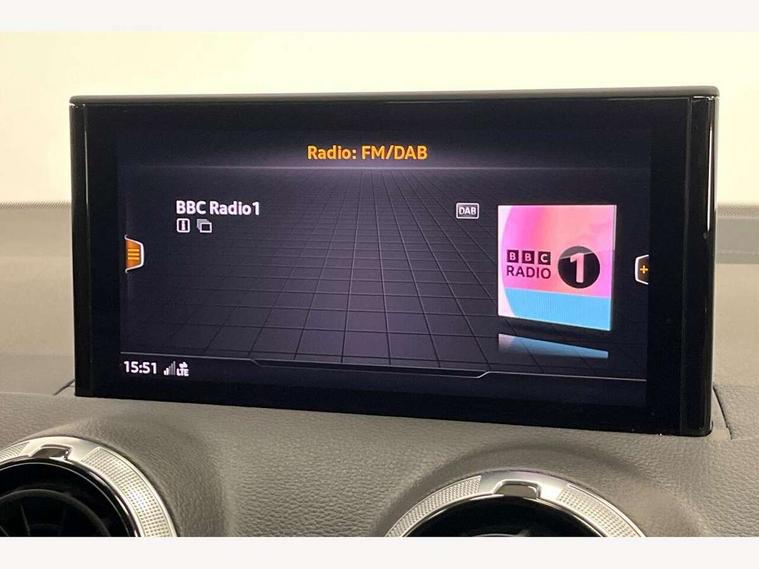 Radio: FM/DAB
BBC Radio1
DAB
BBC
RADIO
1
15:51
LTE